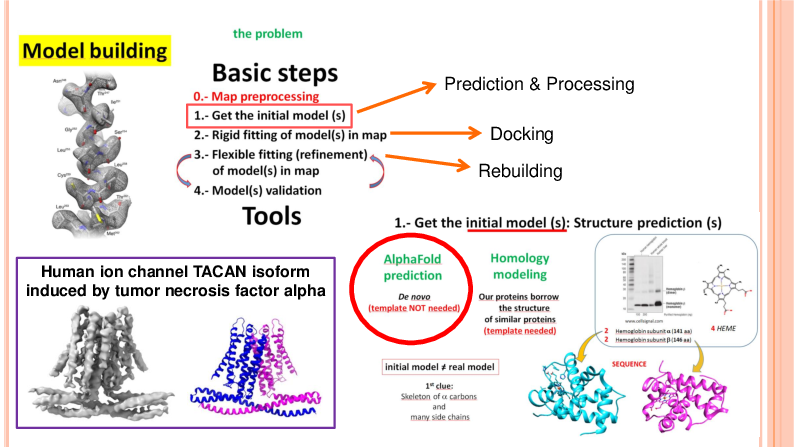 the problem
Model building
Basic steps
0.- Map preprocessing
1.- Get the initial model (s)
2.- Rigid fitting of model(s) in map
3.- Flexible fitting (refinement)
of model(s) in map
4.- Model(s) validation
Prediction & Processing
Docking
Rebuilding
Tools
1.- Get the initial model (s): Structure prediction (s)
AlphaFold
prediction
De novo
(template NOT needed)
Homology
modeling
Our proteins borrow
the structure
of similar proteins
(template needed)
initial model ≠ real model
1st clue:
Skeleton of α carbons
and
many side chains
www.cellsignal.com
4 HEME
2 Hemoglobin subunit α (141 aa)
2 Hemoglobin subunit β (146 aa)
SEQUENCE
Human ion channel TACAN isoform
induced by tumor necrosis factor alpha